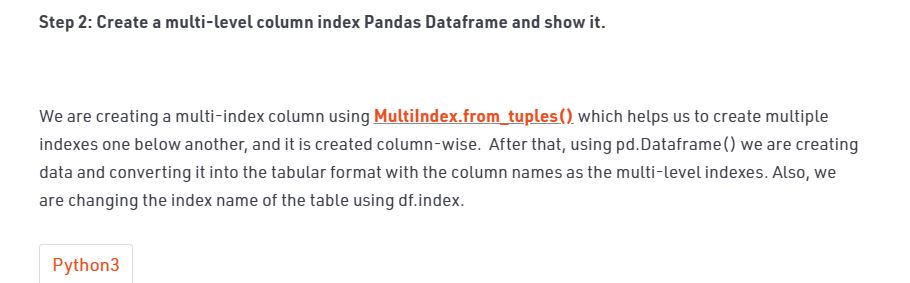 Step 2: Create a multi-level column index Pandas Dataframe and show it.
We are creating a multi-index column using MultiIndex.from_tuples() which helps us to create multiple
indexes one below another, and it is created column-wise.  After that, using pd.Dataframe() we are creating
data and converting it into the tabular format with the column names as the multi-level indexes. Also, we
are changing the index name of the table using df.index.
Python3